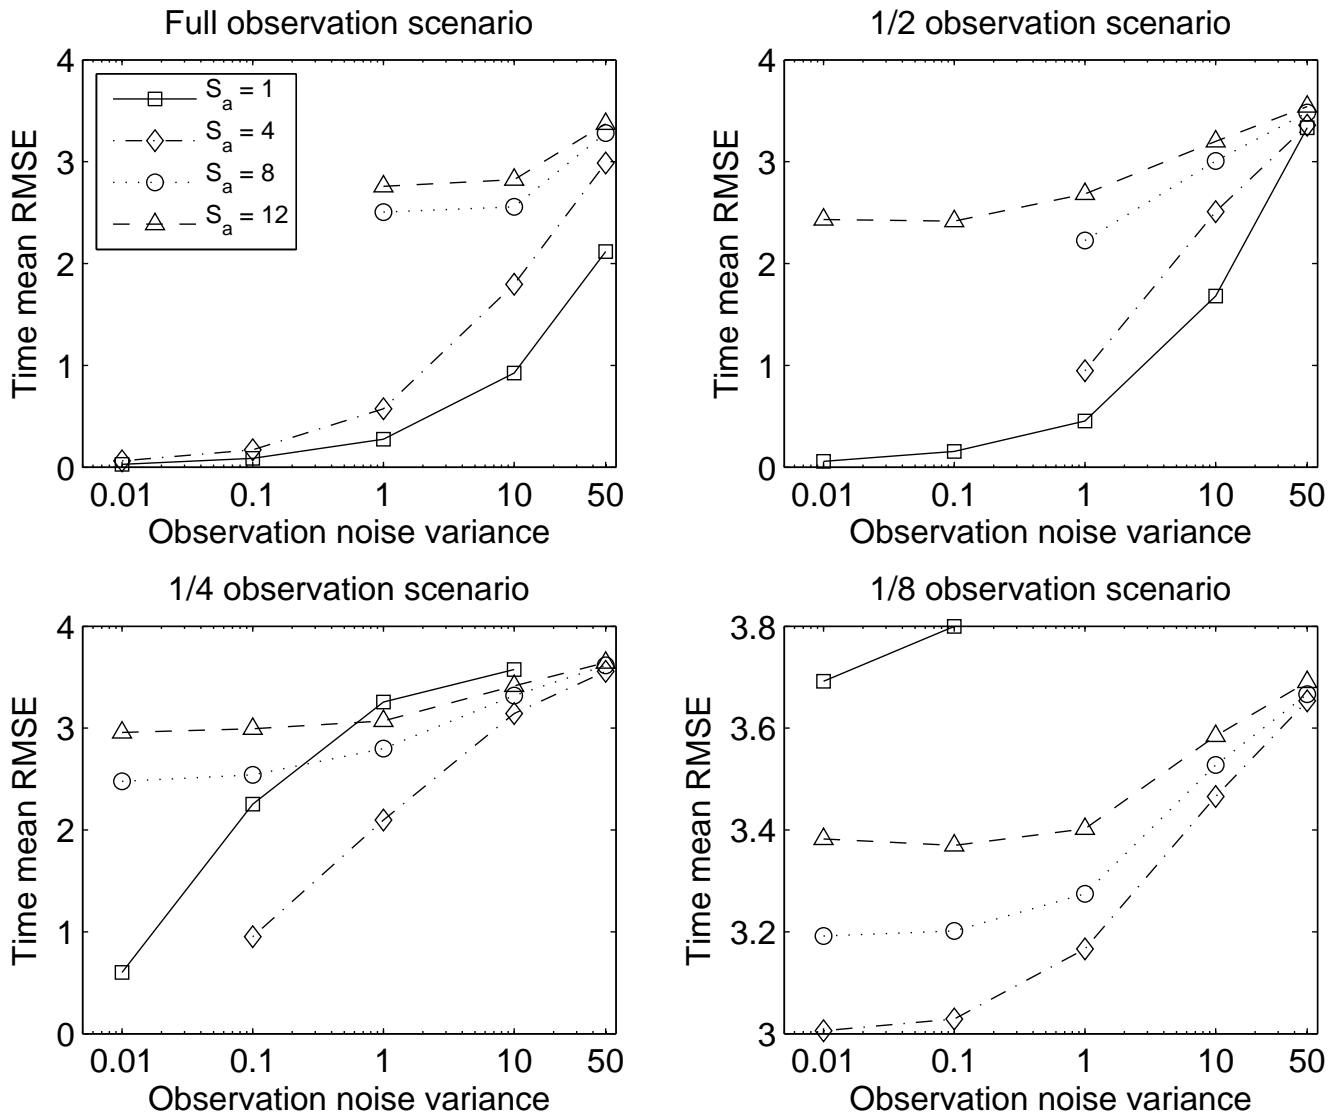 Full observation scenario
4
3
2
1
0
Time mean RMSE
S_a = 1
S_a = 4
S_a = 8
S_a = 12
0.01 0.1 1 10 50
Observation noise variance
1/2 observation scenario
4
3
2
1
0
Time mean RMSE
0.01 0.1 1 10 50
Observation noise variance
1/4 observation scenario
4
3
2
1
0
Time mean RMSE
0.01 0.1 1 10 50
Observation noise variance
1/8 observation scenario
3.8
3.6
3.4
3.2
3
Time mean RMSE
0.01 0.1 1 10 50
Observation noise variance